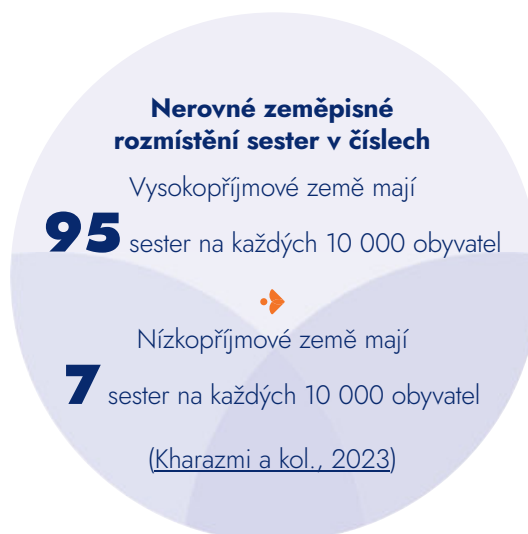 Nerovné zeměpisné
rozmístění sester v číslech
Vysokopříjmové země mají
95 sester na každých 10 000 obyvatel
Nízkopříjmové země mají
7 sester na každých 10 000 obyvatel
(Kharazmi a kol., 2023)